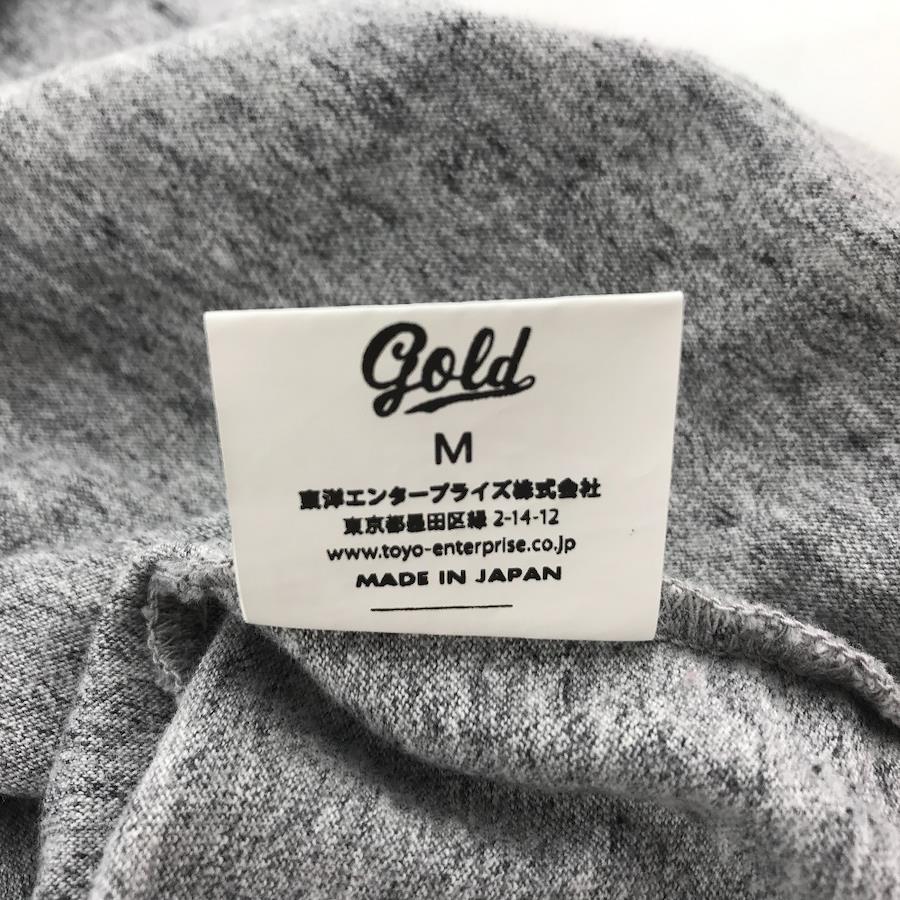 gold
M
東洋エンタープライズ株式会社
東京都墨田区緑 2-14-12
www.toyo-enterprise.co.jp
MADE IN JAPAN